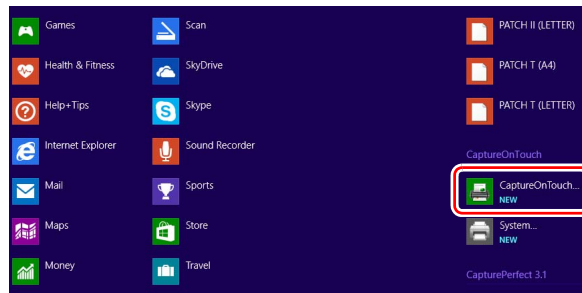 Games
Health & Fitness
Help+Tips
Internet Explorer
Mail
Maps
Money
Scan
SkyDrive
Skype
Sound Recorder
Sports
Store
Travel
PATCH II (LETTER)
PATCH T (A4)
PATCH T (LETTER)
CaptureOnTouch
CaptureOnTouch...
NEW
System...
NEW
CapturePerfect 3.1